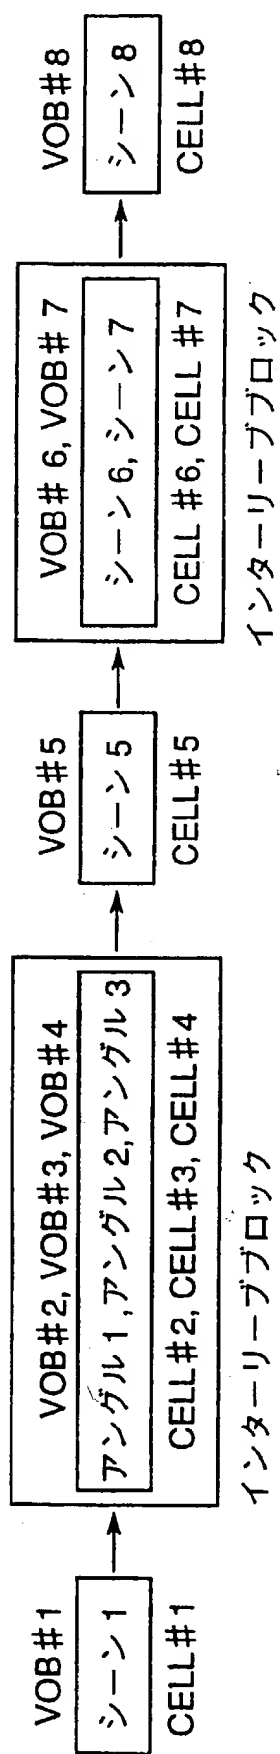 VOB#1
シーン1
CELL#1
VOB#2, VOB#3, VOB#4
アングル1,アングル2,アングル3
CELL#2, CELL#3, CELL#4
インターリーブブロック
VOB#5
シーン5
CELL#5
VOB# 6, VOB# 7
シーン6,シーン7
CELL #6, CELL #7
インターリーブブロック
VOB#8
シーン8
CELL#8